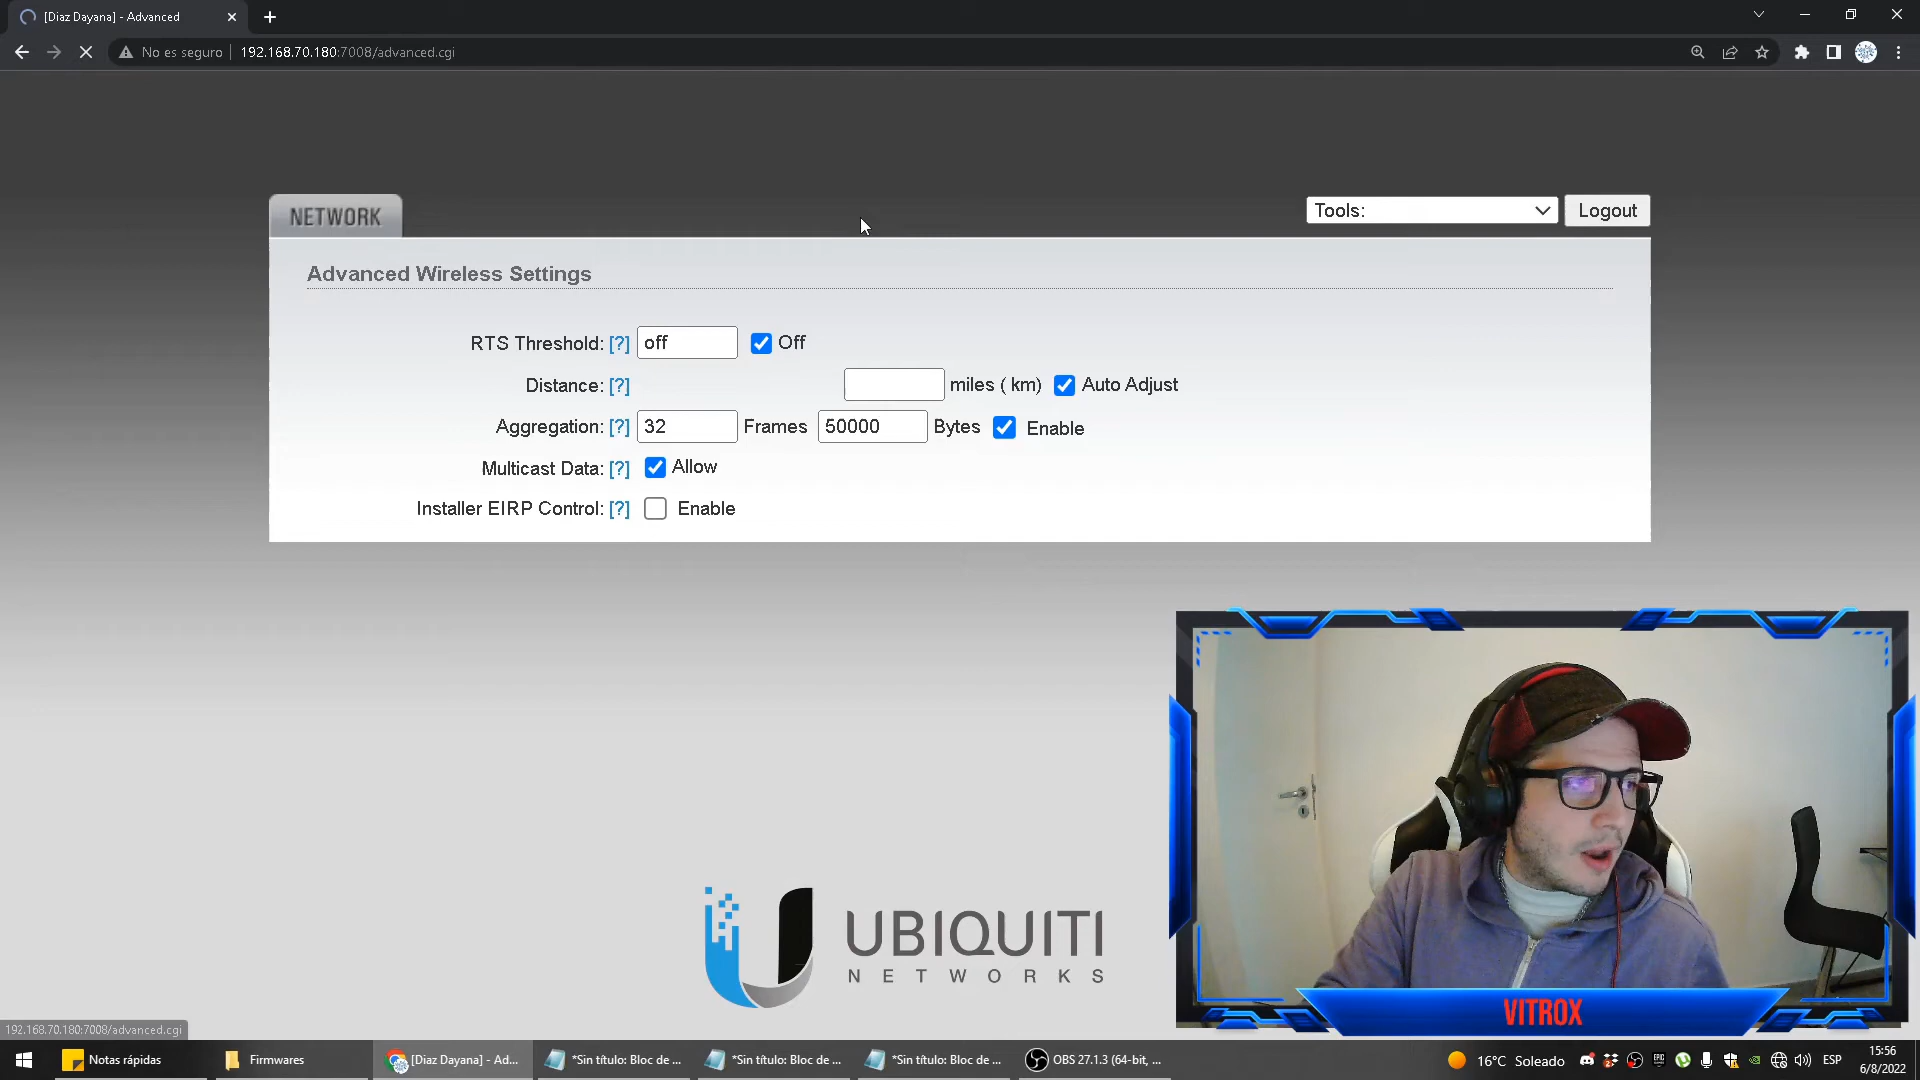 [Diaz Dayana] - Advanced
No es seguro 192.168.70.180:7008/advanced.cgi
NETWORK
Tools:
Logout
Advanced Wireless Settings
RTS Threshold: [?] off Off
Distance: [?] miles ( km) Auto Adjust
Aggregation: [?] 32 Frames 50000 Bytes Enable
Multicast Data: [?] Allow
Installer EIRP Control: [?] Enable
UBIQUITI
NETWORKS
VITROX
192.168.70.180:7008/advanced.cgi
Notas rápidas
Firmwares
[Diaz Dayana] - Ad...
*Sin título: Bloc de ...
*Sin título: Bloc de ...
*Sin título: Bloc de ...
OBS 27.1.3 (64-bit, ...
16°C Soleado
ESP
15:56
6/8/2022